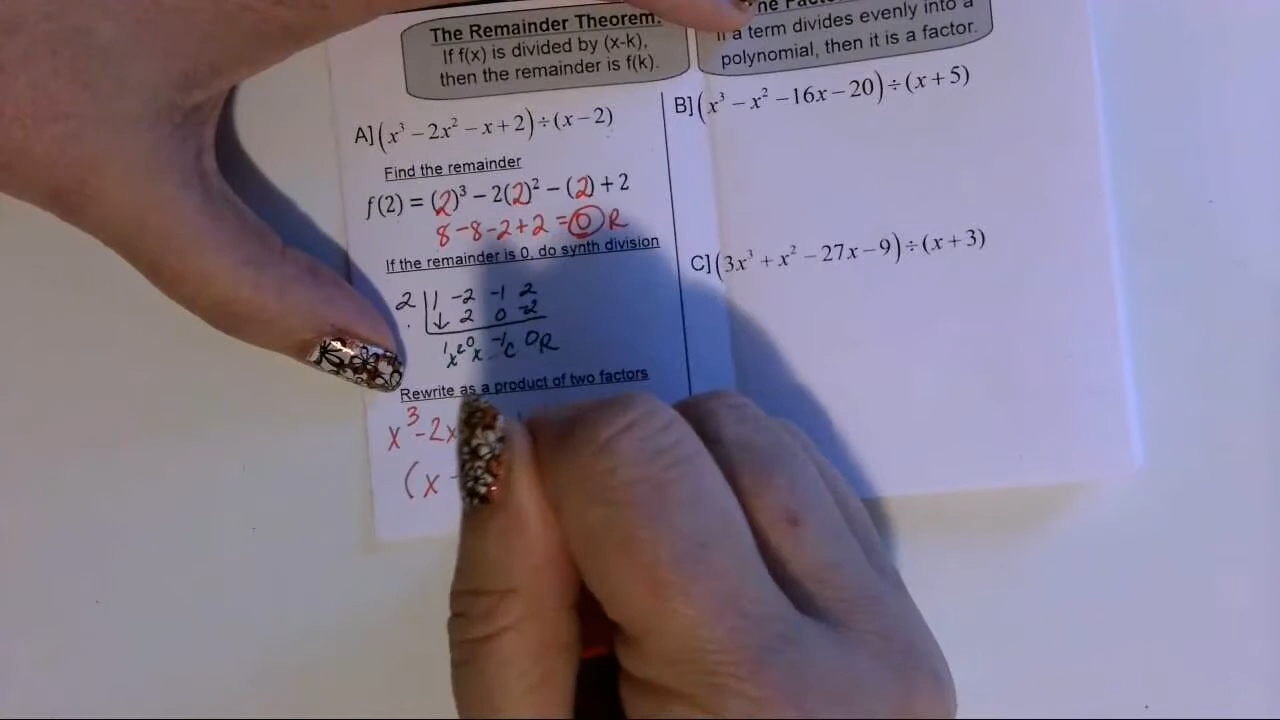 The Remainder Theorem:
If f(x) is divided by (x-k),
then the remainder is f(k).
a term divides evenly into a
polynomial, then it is a factor.
A](x³ − 2x² − x + 2) ÷ (x − 2)
Find the remainder
f(2) = (2)³ − 2(2)² − (2) + 2
8 - 8 - 2 + 2 = 0 R
If the remainder is 0, do synth division
2 | 1 -2 -1 2
↓ 2 0 -2
1x² 0x -1c 0R
Rewrite as a product of two factors
x³ - 2x
(x -
B](x³ − x² − 16x − 20) ÷ (x + 5)
C](3x³ + x² − 27x − 9) ÷ (x + 3)